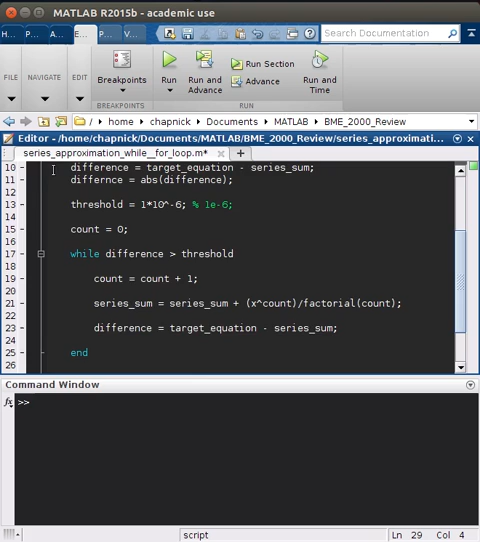 MATLAB R2015b - academic use
H... P... A... E... P... V...
Search Documentation
FILE
NAVIGATE
EDIT
Breakpoints
Run
Run and Advance
Run Section
Advance
Run and Time
BREAKPOINTS
RUN
/ home chapnick Documents MATLAB BME_2000_Review
Editor - /home/chapnick/Documents/MATLAB/BME_2000_Review/series_approximati...
series_approximation_while__for_loop.m* +
10 - difference = target_equation - series_sum;
11 - differnce = abs(difference);
12
13 - threshold = 1*10^-6; % 1e-6;
14
15 - count = 0;
16
17 - while difference > threshold
18
19 - count = count + 1;
20
21 - series_sum = series_sum + (x^count)/factorial(count);
22
23 - difference = target_equation - series_sum;
24
25 - end
26
Command Window
fx >>
script
Ln 29 Col 4